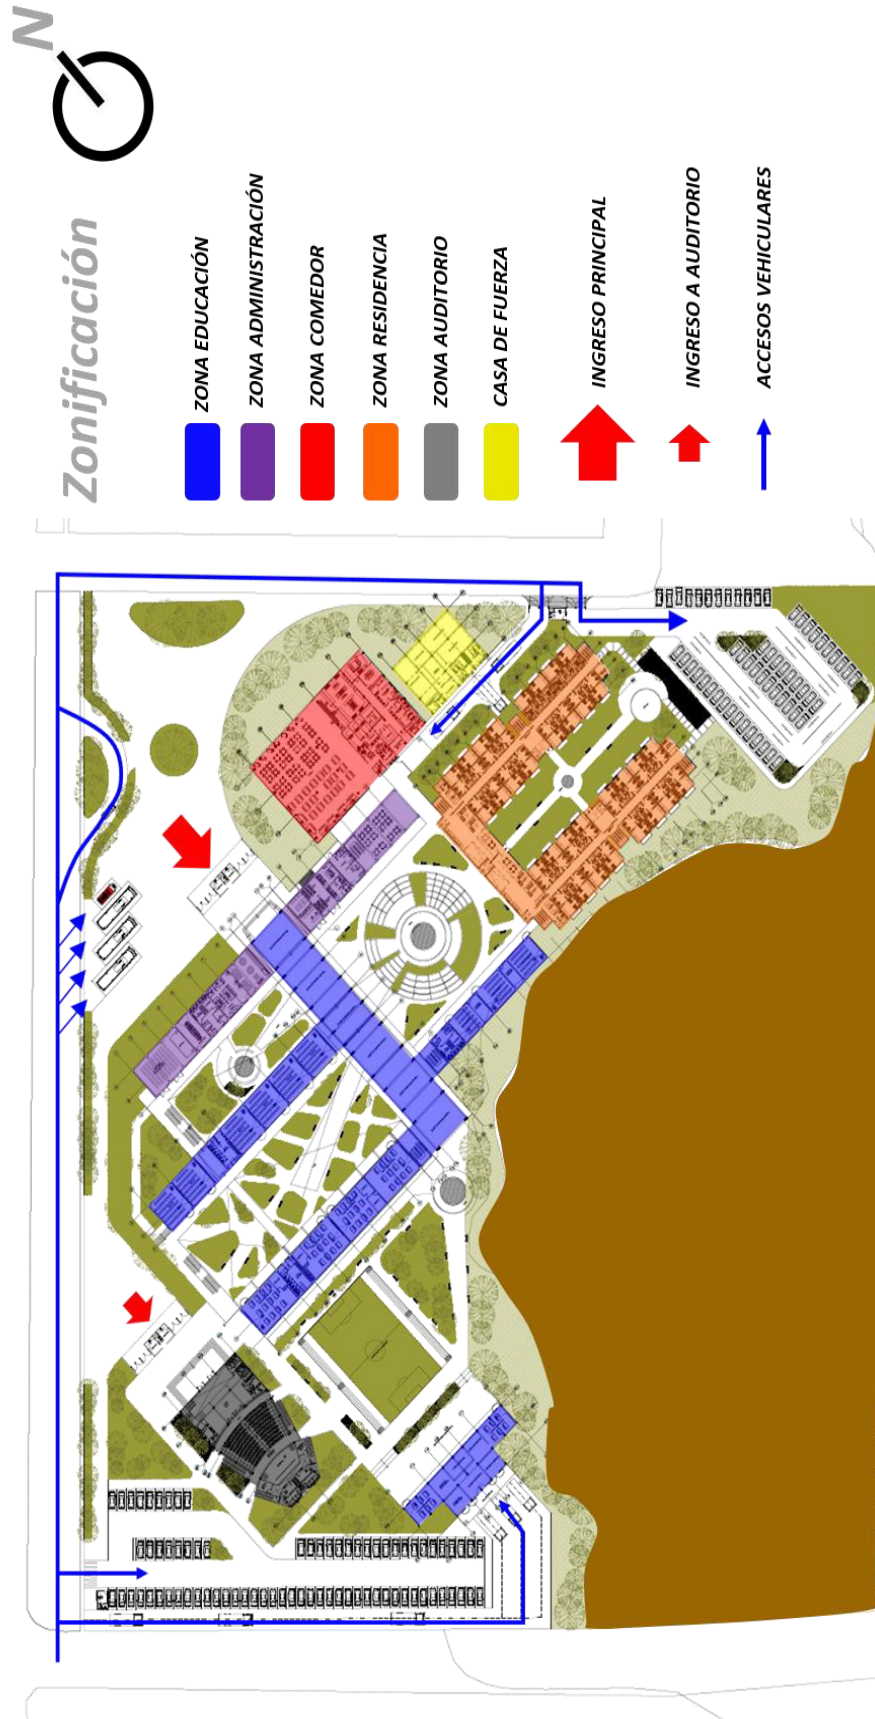 N
Zonificación
ZONA EDUCACIÓN
ZONA ADMINISTRACIÓN
ZONA COMEDOR
ZONA RESIDENCIA
ZONA AUDITORIO
CASA DE FUERZA
INGRESO PRINCIPAL
INGRESO A AUDITORIO
ACCESOS VEHICULARES